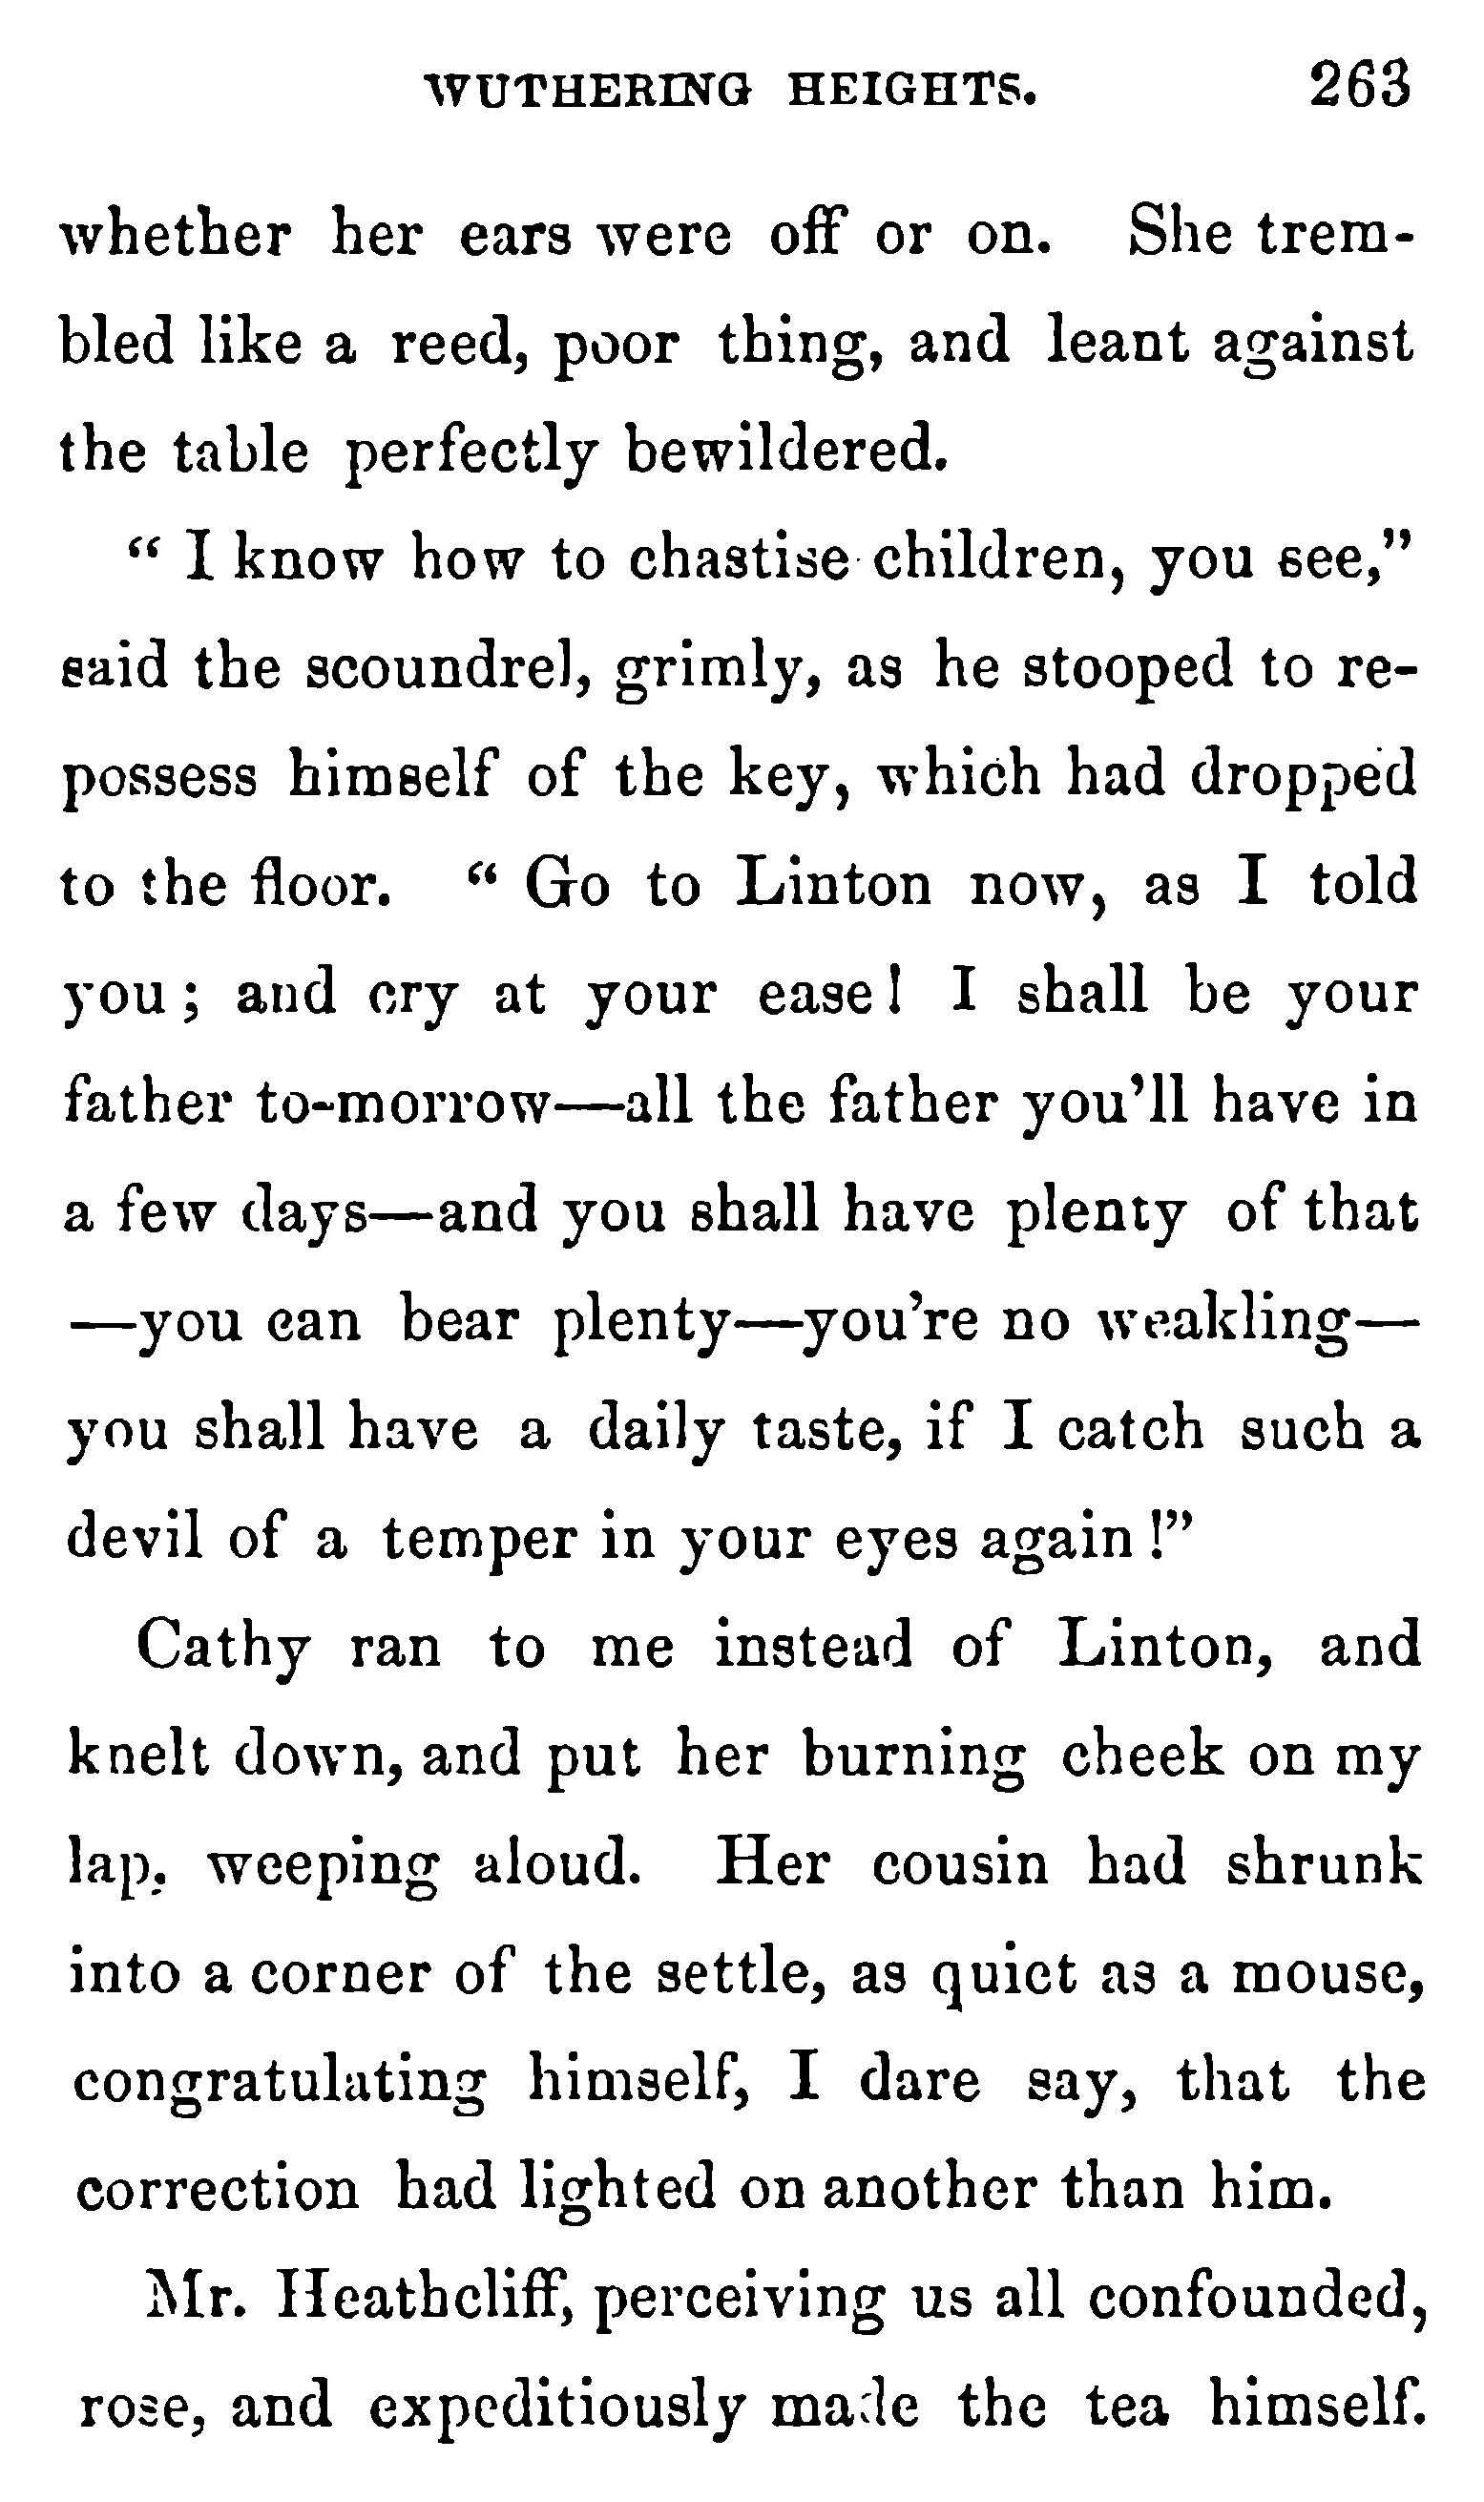 WUTHERING HEIGHTS. 263
whether her ears were off or on. She trem-
bled like a reed, poor thing, and leant against
the table perfectly bewildered.
“ I know how to chastise children, you see,”
said the scoundrel, grimly, as he stooped to re-
possess himself of the key, which had dropped
to the floor. “ Go to Linton now, as I told
you ; and cry at your ease! I shall be your
father to-morrow—all the father you’ll have in
a few days—and you shall have plenty of that
—you can bear plenty—you’re no weakling—
you shall have a daily taste, if I catch such a
devil of a temper in your eyes again !”
Cathy ran to me instead of Linton, and
knelt down, and put her burning cheek on my
lap, weeping aloud. Her cousin had shrunk
into a corner of the settle, as quiet as a mouse,
congratulating himself, I dare say, that the
correction had lighted on another than him.
Mr. Heathcliff, perceiving us all confounded,
rose, and expeditiously made the tea himself.